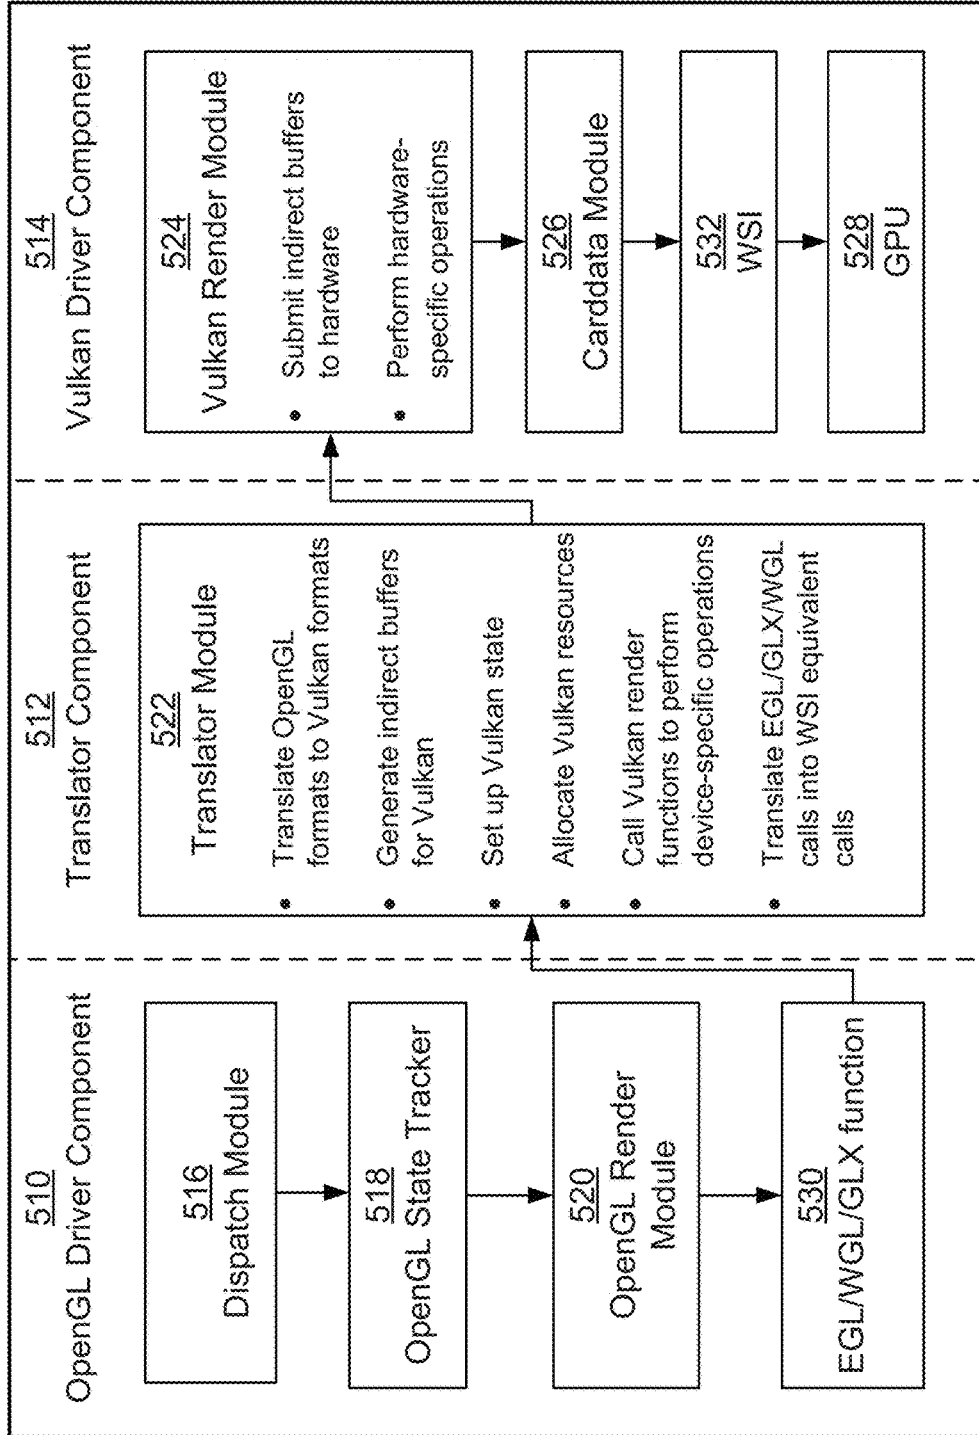 510
OpenGL Driver Component
516
Dispatch Module
518
OpenGL State Tracker
520
OpenGL Render
Module
530
EGL/WGL/GLX function
512
Translator Component
522
Translator Module
• Translate OpenGL
formats to Vulkan formats
• Generate indirect buffers
for Vulkan
• Set up Vulkan state
• Allocate Vulkan resources
• Call Vulkan render
functions to perform
device-specific operations
• Translate EGL/GLX/WGL
calls into WSI equivalent
calls
514
Vulkan Driver Component
524
Vulkan Render Module
• Submit indirect buffers
to hardware
• Perform hardware-
specific operations
526
Carddata Module
532
WSI
528
GPU